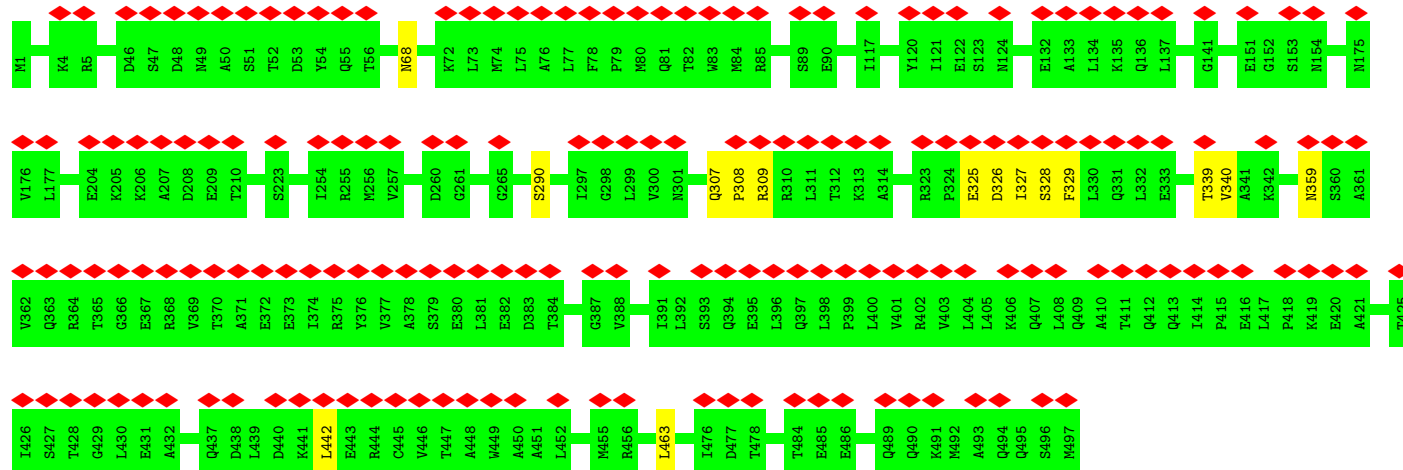 M1 K4 R5 D46 S47 D48 N49 A50 S51 T52 D53 Y54 Q55 T56 N68 K72 L73 M74 L75 A76 L77 F78 P79 M80 Q81 T82 W83 M84 R85 S89 E90 I117 Y120 I121 E122 S123 N124 E132 A133 L134 K135 Q136 L137 G141 E151 G152 S153 N154 N175
V176 L177 E204 K205 K206 A207 D208 E209 T210 S223 I254 R255 M256 V257 D260 G261 G265 S290 I297 G298 L299 V300 N301 Q307 P308 R309 R310 L311 T312 K313 A314 R323 P324 E325 D326 I327 S328 F329 L330 Q331 L332 E333 T339 V340 A341 K342 N359 S360 A361
V362 Q363 R364 T365 G366 E367 R368 V369 T370 A371 E372 E373 I374 R375 Y376 V377 A378 S379 E380 L381 E382 D383 T384 G387 V388 I391 L392 S393 Q394 E395 L396 Q397 L398 P399 L400 V401 R402 V403 L404 L405 K406 Q407 L408 Q409 A410 T411 Q412 Q413 I414 P415 E416 L417 P418 K419 E420 A421 T425
I426 S427 T428 G429 L430 E431 A432 Q437 D438 L439 D440 K441 L442 E443 R444 C445 V446 T447 A448 W449 A450 A451 L452 M455 R456 L463 I476 D477 T478 T484 E485 E486 Q489 Q490 K491 M492 A493 Q494 Q495 S496 M497